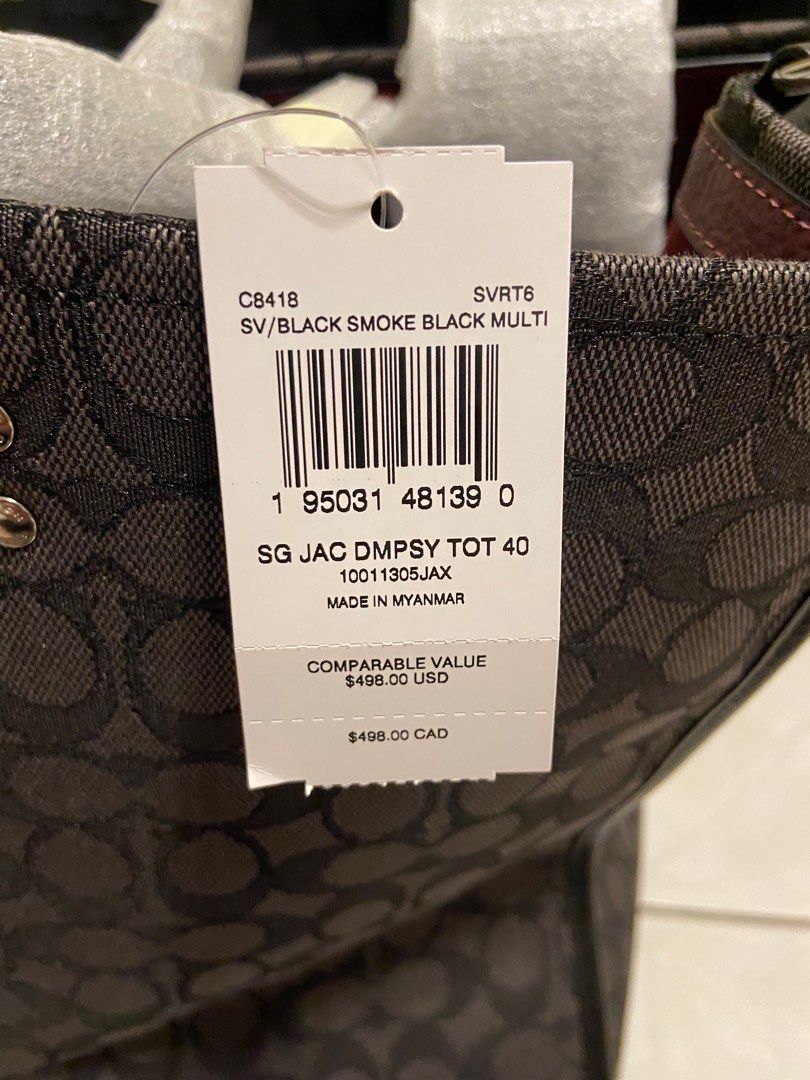 C8418 SVRT6
SV/BLACK SMOKE BLACK MULTI
1 95031 48139 0
SG JAC DMPSY TOT 40
10011305JAX
MADE IN MYANMAR
COMPARABLE VALUE
$498.00 USD
$498.00 CAD